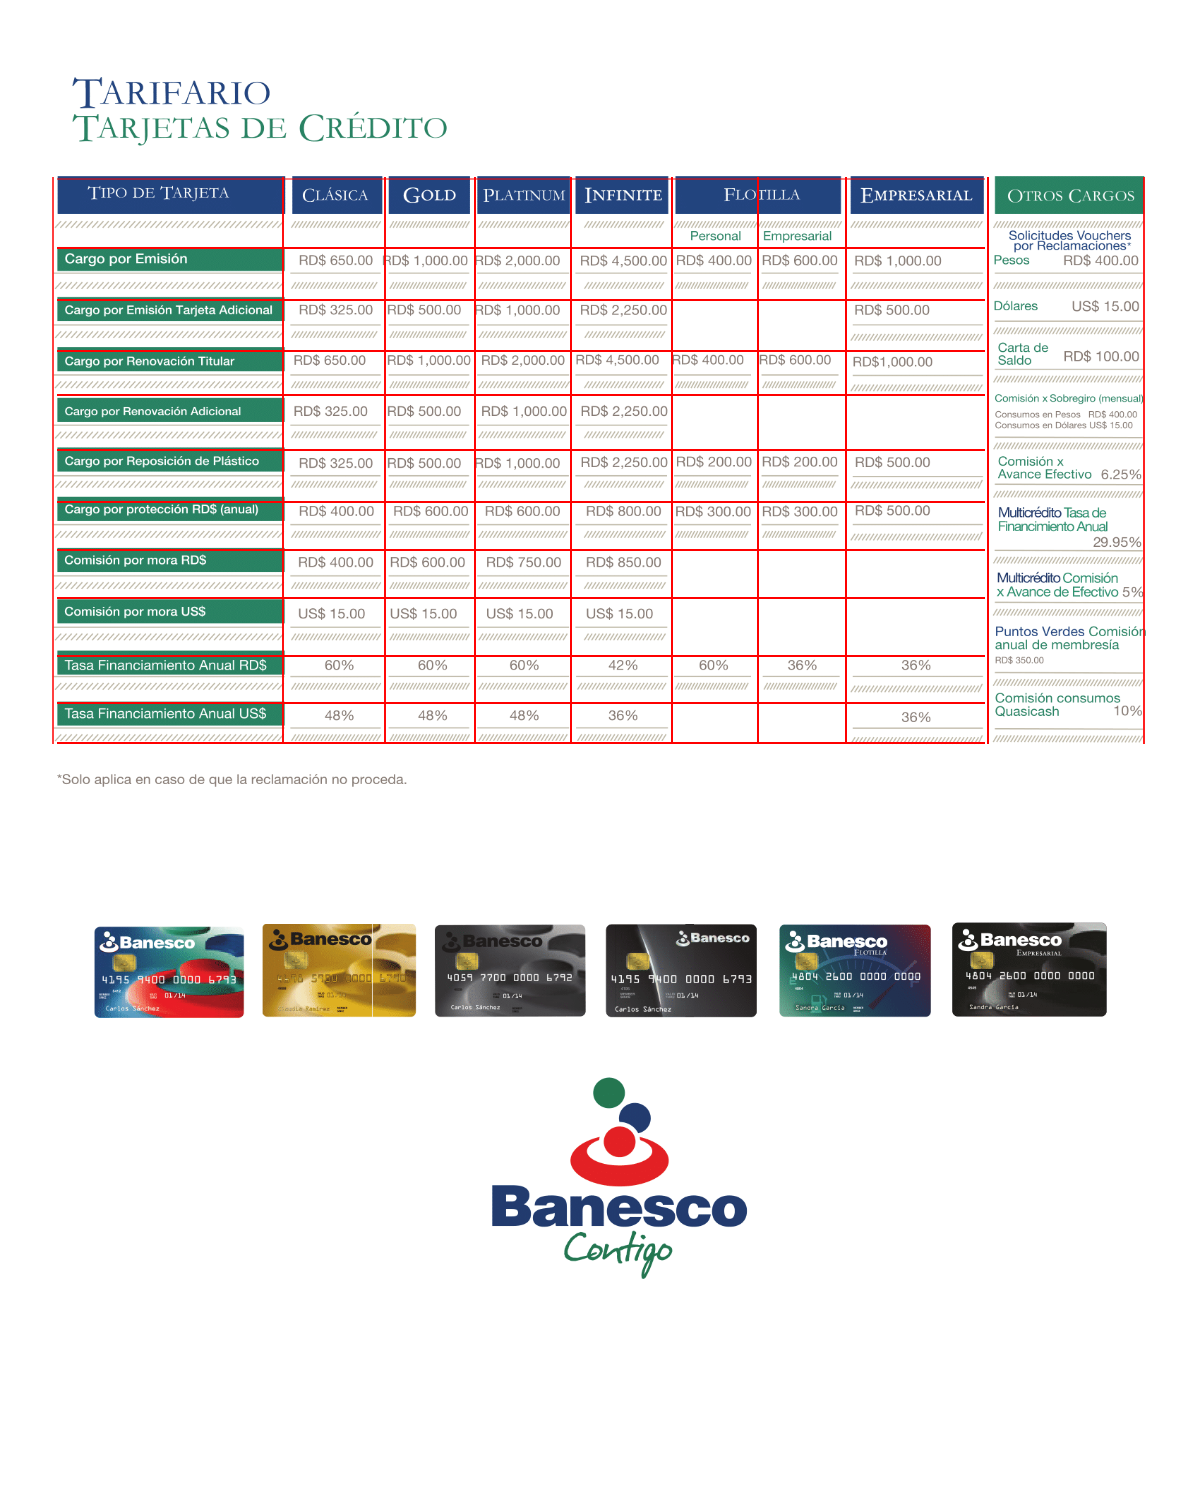 TARIFARIO
TARJETAS DE CRÉDITO
TIPO DE TARJETA CLÁSICA GOLD PLATINUM INFINITE FLOTILLA EMPRESARIAL OTROS CARGOS
Personal Empresarial
Cargo por Emisión RD$ 650.00 RD$ 1,000.00 RD$ 2,000.00 RD$ 4,500.00 RD$ 400.00 RD$ 600.00 RD$ 1,000.00
Cargo por Emisión Tarjeta Adicional RD$ 325.00 RD$ 500.00 RD$ 1,000.00 RD$ 2,250.00 RD$ 500.00
Cargo por Renovación Titular RD$ 650.00 RD$ 1,000.00 RD$ 2,000.00 RD$ 4,500.00 RD$ 400.00 RD$ 600.00 RD$1,000.00
Cargo por Renovación Adicional RD$ 325.00 RD$ 500.00 RD$ 1,000.00 RD$ 2,250.00
Cargo por Reposición de Plástico RD$ 325.00 RD$ 500.00 RD$ 1,000.00 RD$ 2,250.00 RD$ 200.00 RD$ 200.00 RD$ 500.00
Cargo por protección RD$ (anual) RD$ 400.00 RD$ 600.00 RD$ 600.00 RD$ 800.00 RD$ 300.00 RD$ 300.00 RD$ 500.00
Comisión por mora RD$ RD$ 400.00 RD$ 600.00 RD$ 750.00 RD$ 850.00
Comisión por mora US$ US$ 15.00 US$ 15.00 US$ 15.00 US$ 15.00
Tasa Financiamiento Anual RD$ 60% 60% 60% 42% 60% 36% 36%
Tasa Financiamiento Anual US$ 48% 48% 48% 36% 36%
Solicitudes Vouchers
por Reclamaciones*
Pesos RD$ 400.00
Dólares US$ 15.00
Carta de
Saldo RD$ 100.00
Comisión x Sobregiro (mensual)
Consumos en Pesos RD$ 400.00
Consumos en Dólares US$ 15.00
Comisión x
Avance Efectivo 6.25%
Multicrédito Tasa de
Financimiento Anual
29.95%
Multicrédito Comisión
x Avance de Efectivo 5%
Puntos Verdes Comisión
anual de membresía
RD$ 350.00
Comisión consumos
Quasicash 10%
*Solo aplica en caso de que la reclamación no proceda.
Banesco
4195 9400 0000 6793
01/14
Carlos Sánchez
Banesco
Claudia Ramírez
Banesco
4059 7700 0000 6792
01/14
Carlos Sánchez
Banesco
4195 9400 0000 6793
01/14
Carlos Sánchez
Banesco
FLOTILLA
4804 2600 0000 0000
01/14
Sandra García
Banesco
EMPRESARIAL
4804 2600 0000 0000
01/14
Sandra García
Banesco
Contigo